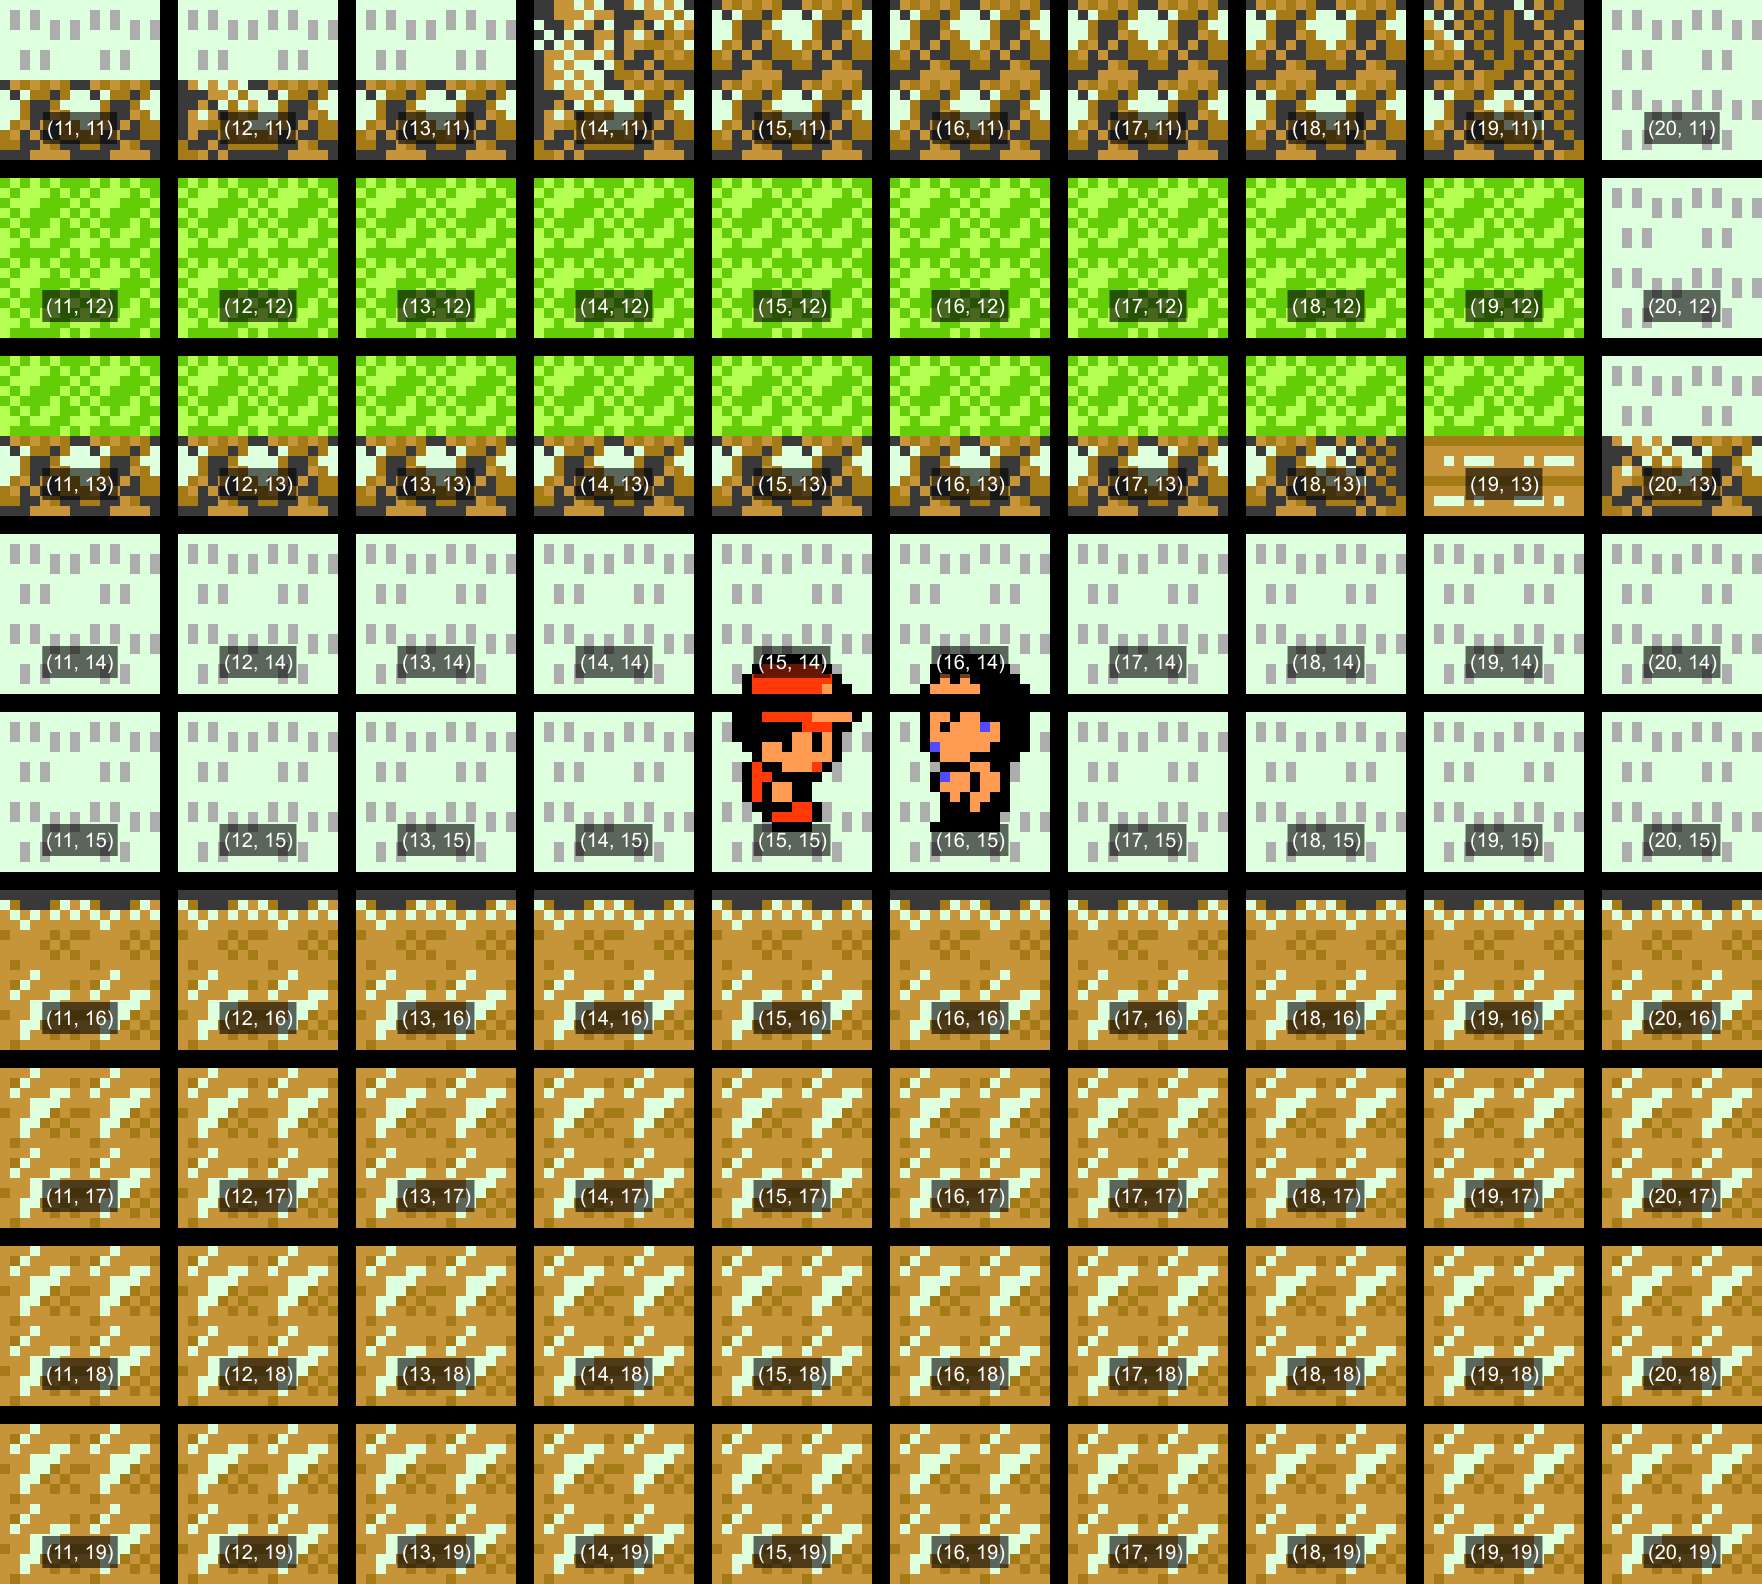 (11, 11) (12, 11) (13, 11) (14, 11) (15, 11) (16, 11) (17, 11) (18, 11) (19, 11) (20, 11)
(11, 12) (12, 12) (13, 12) (14, 12) (15, 12) (16, 12) (17, 12) (18, 12) (19, 12) (20, 12)
(11, 13) (12, 13) (13, 13) (14, 13) (15, 13) (16, 13) (17, 13) (18, 13) (19, 13) (20, 13)
(11, 14) (12, 14) (13, 14) (14, 14) (15, 14) (16, 14) (17, 14) (18, 14) (19, 14) (20, 14)
(11, 15) (12, 15) (13, 15) (14, 15) (15, 15) (16, 15) (17, 15) (18, 15) (19, 15) (20, 15)
(11, 16) (12, 16) (13, 16) (14, 16) (15, 16) (16, 16) (17, 16) (18, 16) (19, 16) (20, 16)
(11, 17) (12, 17) (13, 17) (14, 17) (15, 17) (16, 17) (17, 17) (18, 17) (19, 17) (20, 17)
(11, 18) (12, 18) (13, 18) (14, 18) (15, 18) (16, 18) (17, 18) (18, 18) (19, 18) (20, 18)
(11, 19) (12, 19) (13, 19) (14, 19) (15, 19) (16, 19) (17, 19) (18, 19) (19, 19) (20, 19)